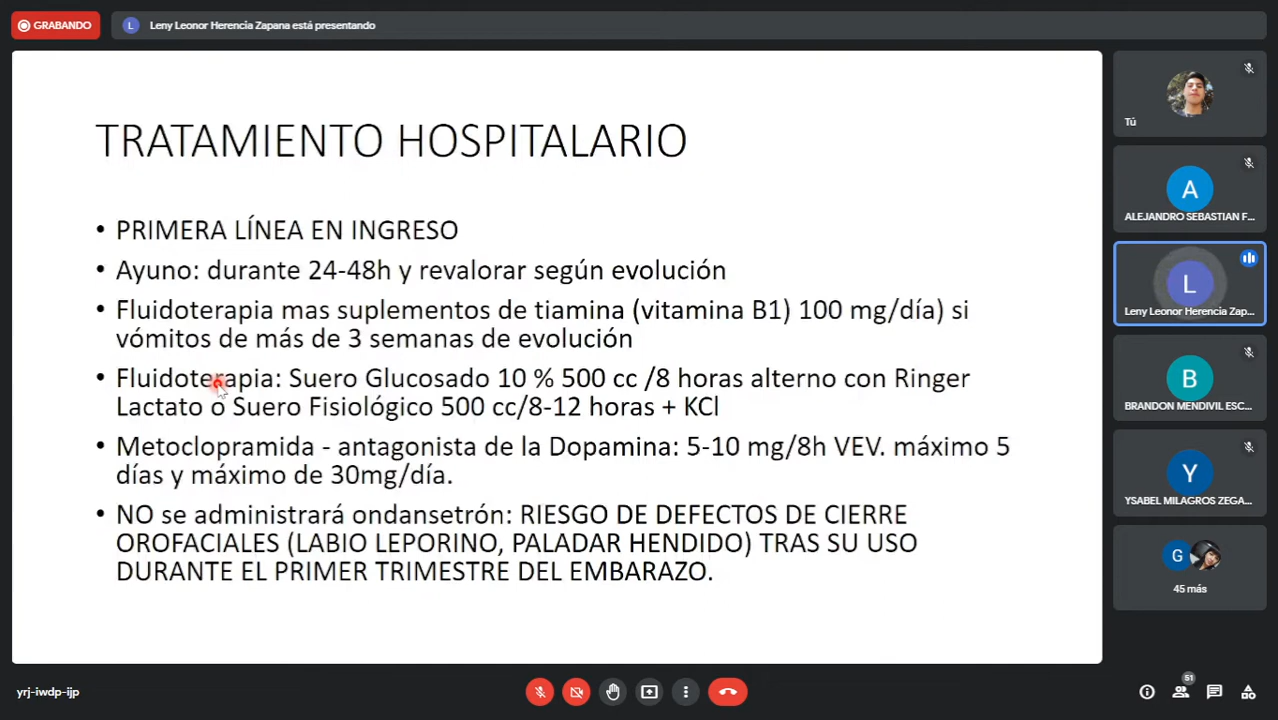 GRABANDO
L
Leny Leonor Herencia Zapana está presentando
TRATAMIENTO HOSPITALARIO
• PRIMERA LÍNEA EN INGRESO
• Ayuno: durante 24-48h y revalorar según evolución
• Fluidoterapia mas suplementos de tiamina (vitamina B1) 100 mg/día) si
vómitos de más de 3 semanas de evolución
• Fluidoterapia: Suero Glucosado 10 % 500 cc /8 horas alterno con Ringer
Lactato o Suero Fisiológico 500 cc/8-12 horas + KCl
• Metoclopramida - antagonista de la Dopamina: 5-10 mg/8h VEV. máximo 5
días y máximo de 30mg/día.
• NO se administrará ondansetrón: RIESGO DE DEFECTOS DE CIERRE
OROFACIALES (LABIO LEPORINO, PALADAR HENDIDO) TRAS SU USO
DURANTE EL PRIMER TRIMESTRE DEL EMBARAZO.
Tú
A
ALEJANDRO SEBASTIAN F...
L
Leny Leonor Herencia Zap...
B
BRANDON MENDIVIL ESC...
Y
YSABEL MILAGROS ZEGA...
G
45 más
yrj-iwdp-ijp
51